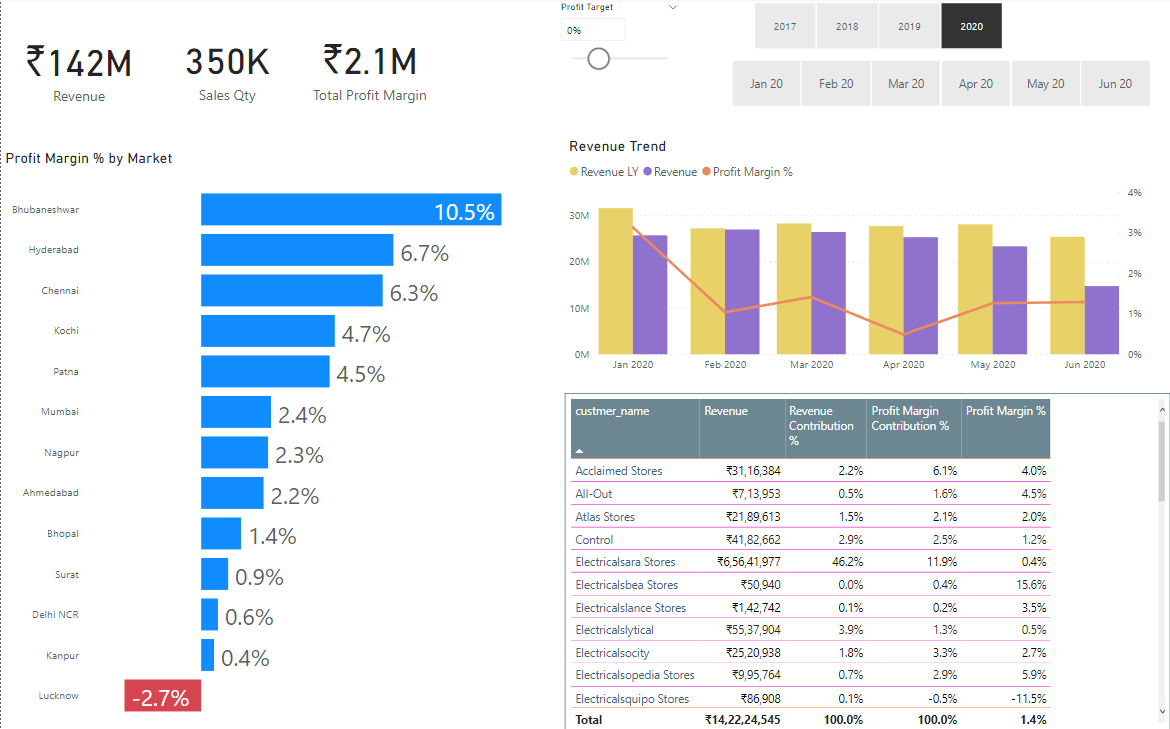 Profit Target
0%
2017 2018 2019 2020
Jan 20 Feb 20 Mar 20 Apr 20 May 20 Jun 20
₹142M 350K ₹2.1M
Revenue Sales Qty Total Profit Margin
Profit Margin % by Market
Bhubaneshwar 10.5%
Hyderabad 6.7%
Chennai 6.3%
Kochi 4.7%
Patna 4.5%
Mumbai 2.4%
Nagpur 2.3%
Ahmedabad 2.2%
Bhopal 1.4%
Surat 0.9%
Delhi NCR 0.6%
Kanpur 0.4%
Lucknow -2.7%
Revenue Trend
Revenue LY Revenue Profit Margin %
4%
30M 3%
20M 2%
10M 1%
0M 0%
Jan 2020 Feb 2020 Mar 2020 Apr 2020 May 2020 Jun 2020
custmer_name Revenue Revenue Profit Margin Profit Margin %
Contribution Contribution %
%
Acclaimed Stores ₹31,16,384 2.2% 6.1% 4.0%
All-Out ₹7,13,953 0.5% 1.6% 4.5%
Atlas Stores ₹21,89,613 1.5% 2.1% 2.0%
Control ₹41,82,662 2.9% 2.5% 1.2%
Electricalsara Stores ₹6,56,41,977 46.2% 11.9% 0.4%
Electricalsbea Stores ₹50,940 0.0% 0.4% 15.6%
Electricalslance Stores ₹1,42,742 0.1% 0.2% 3.5%
Electricalslytical ₹55,37,904 3.9% 1.3% 0.5%
Electricalsocity ₹25,20,938 1.8% 3.3% 2.7%
Electricalsopedia Stores ₹9,95,764 0.7% 2.9% 5.9%
Electricalsquipo Stores ₹86,908 0.1% -0.5% -11.5%
Total ₹14,22,24,545 100.0% 100.0% 1.4%